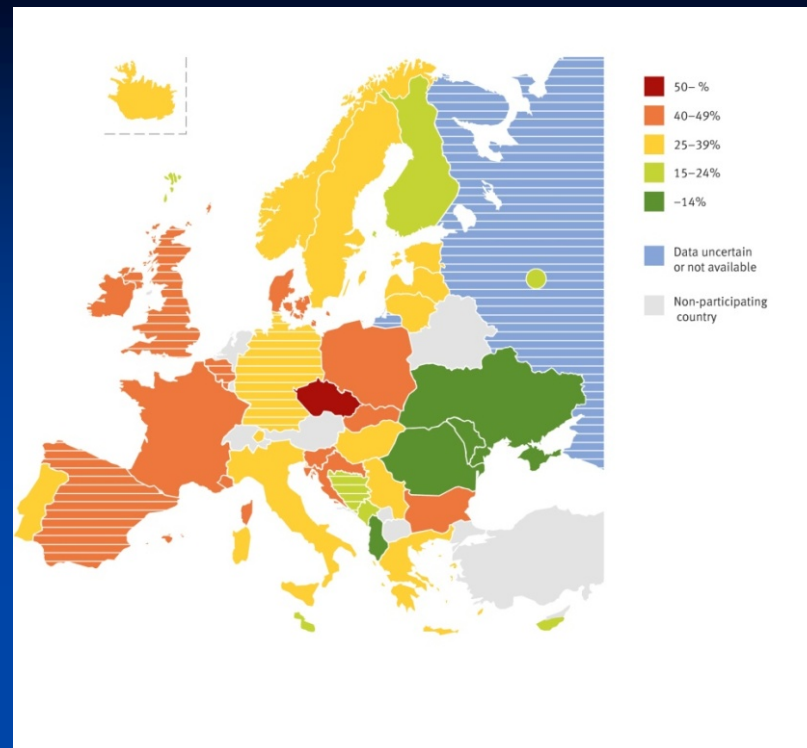 50– %
40–49%
25–39%
15–24%
–14%
Data uncertain
or not available
Non-participating
country